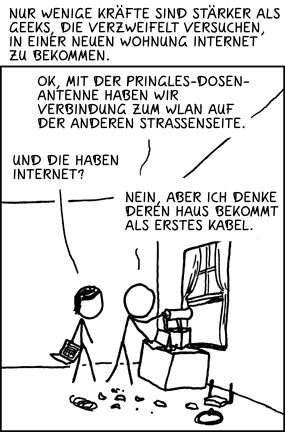 NUR WENIGE KRÄFTE SIND STÄRKER ALS
GEEKS, DIE VERZWEIFELT VERSUCHEN,
IN EINER NEUEN WOHNUNG INTERNET
ZU BEKOMMEN.
OK, MIT DER PRINGLES-DOSEN-
ANTENNE HABEN WIR
VERBINDUNG ZUM WLAN AUF
DER ANDEREN STRASSENSEITE.
UND DIE HABEN
INTERNET?
NEIN, ABER ICH DENKE
DEREN HAUS BEKOMMT
ALS ERSTES KABEL.